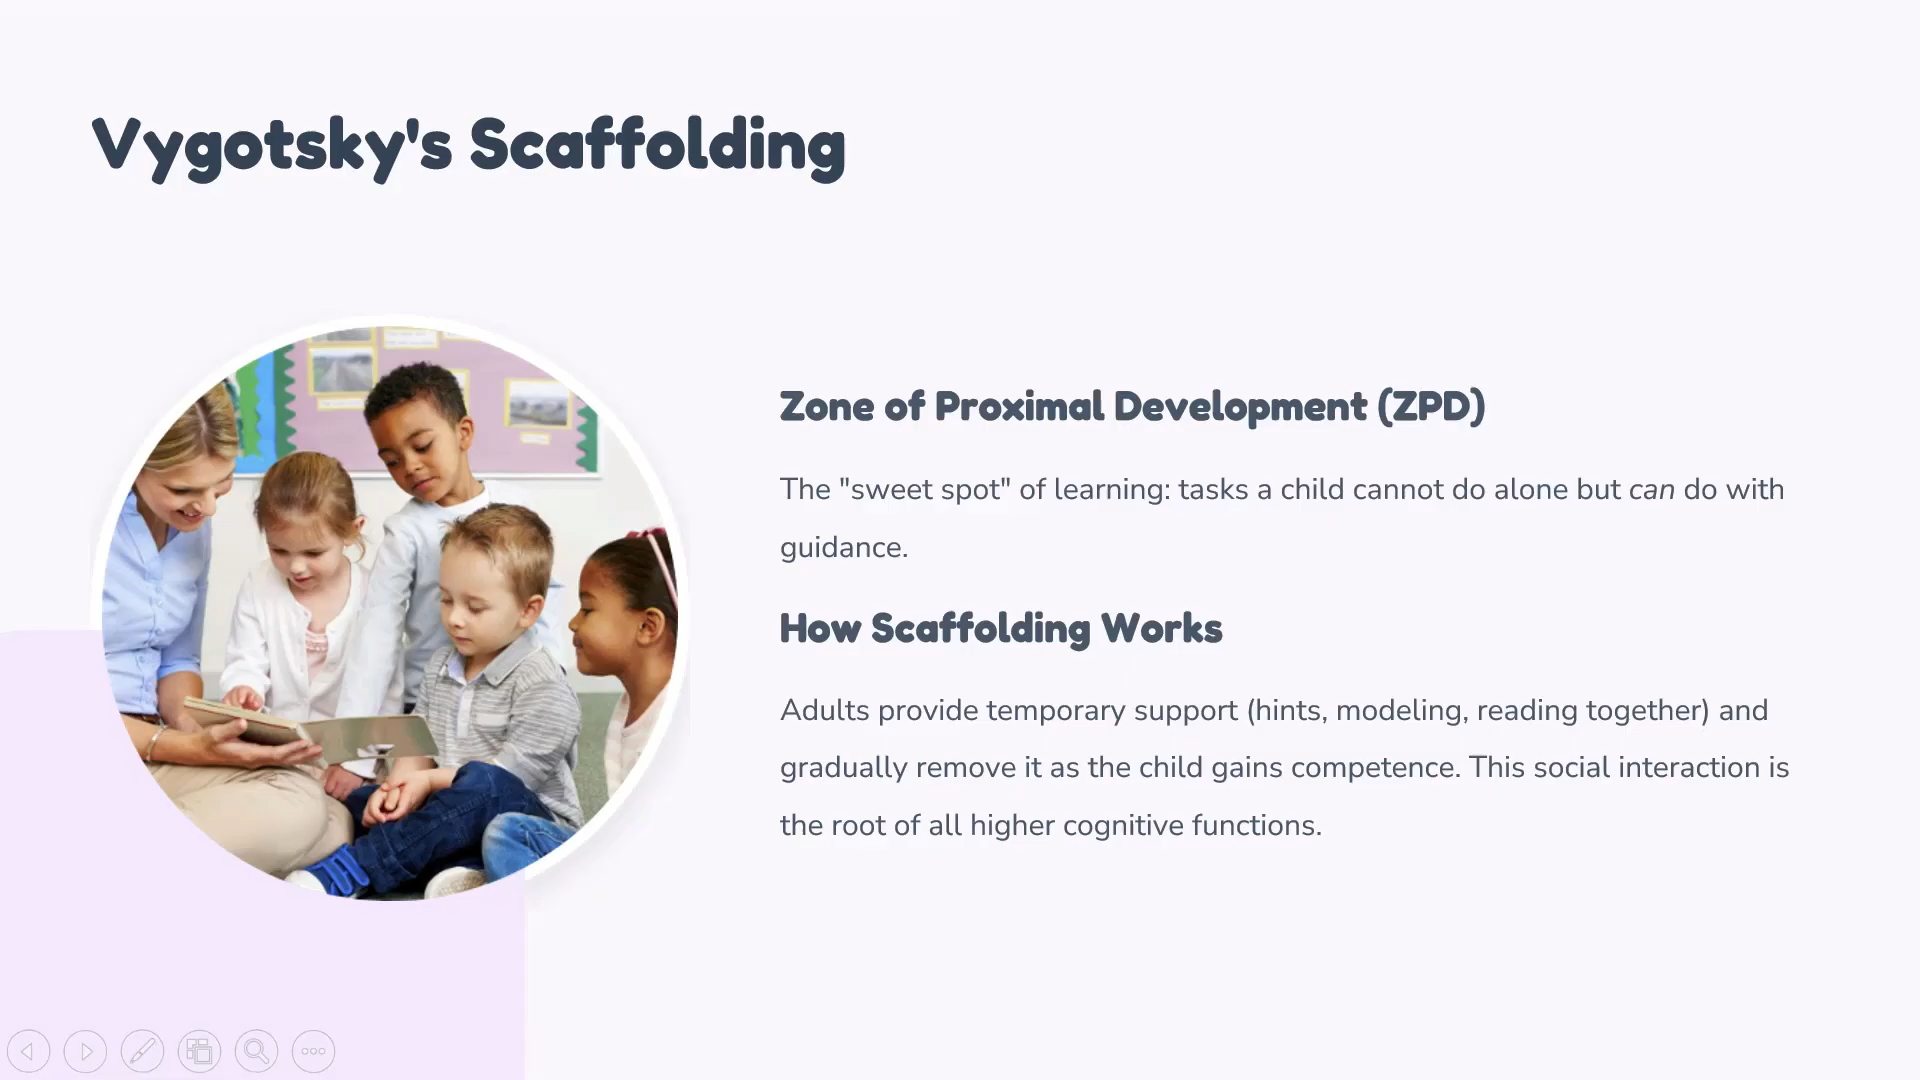 Vygotsky's Scaffolding
Zone of Proximal Development (ZPD)
The "sweet spot" of learning: tasks a child cannot do alone but can do with
guidance.
How Scaffolding Works
Adults provide temporary support (hints, modeling, reading together) and
gradually remove it as the child gains competence. This social interaction is
the root of all higher cognitive functions.